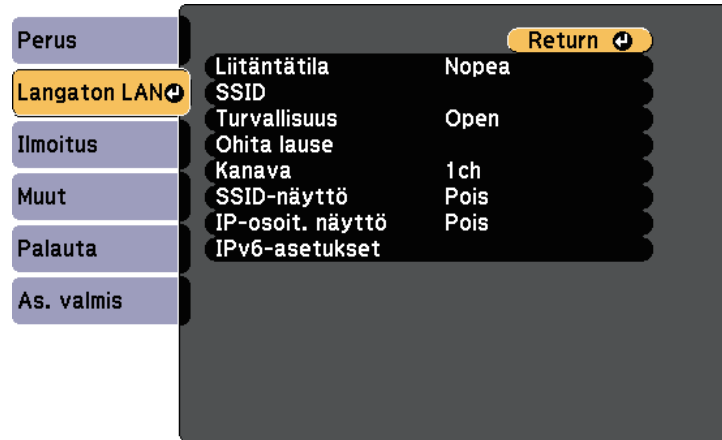 Perus
Langaton LAN
Ilmoitus
Muut
Palauta
As. valmis
Return
Liitäntätila Nopea
SSID
Turvallisuus Open
Ohita lause
Kanava 1ch
SSID-näyttö Pois
IP-osoit. näyttö Pois
IPv6-asetukset